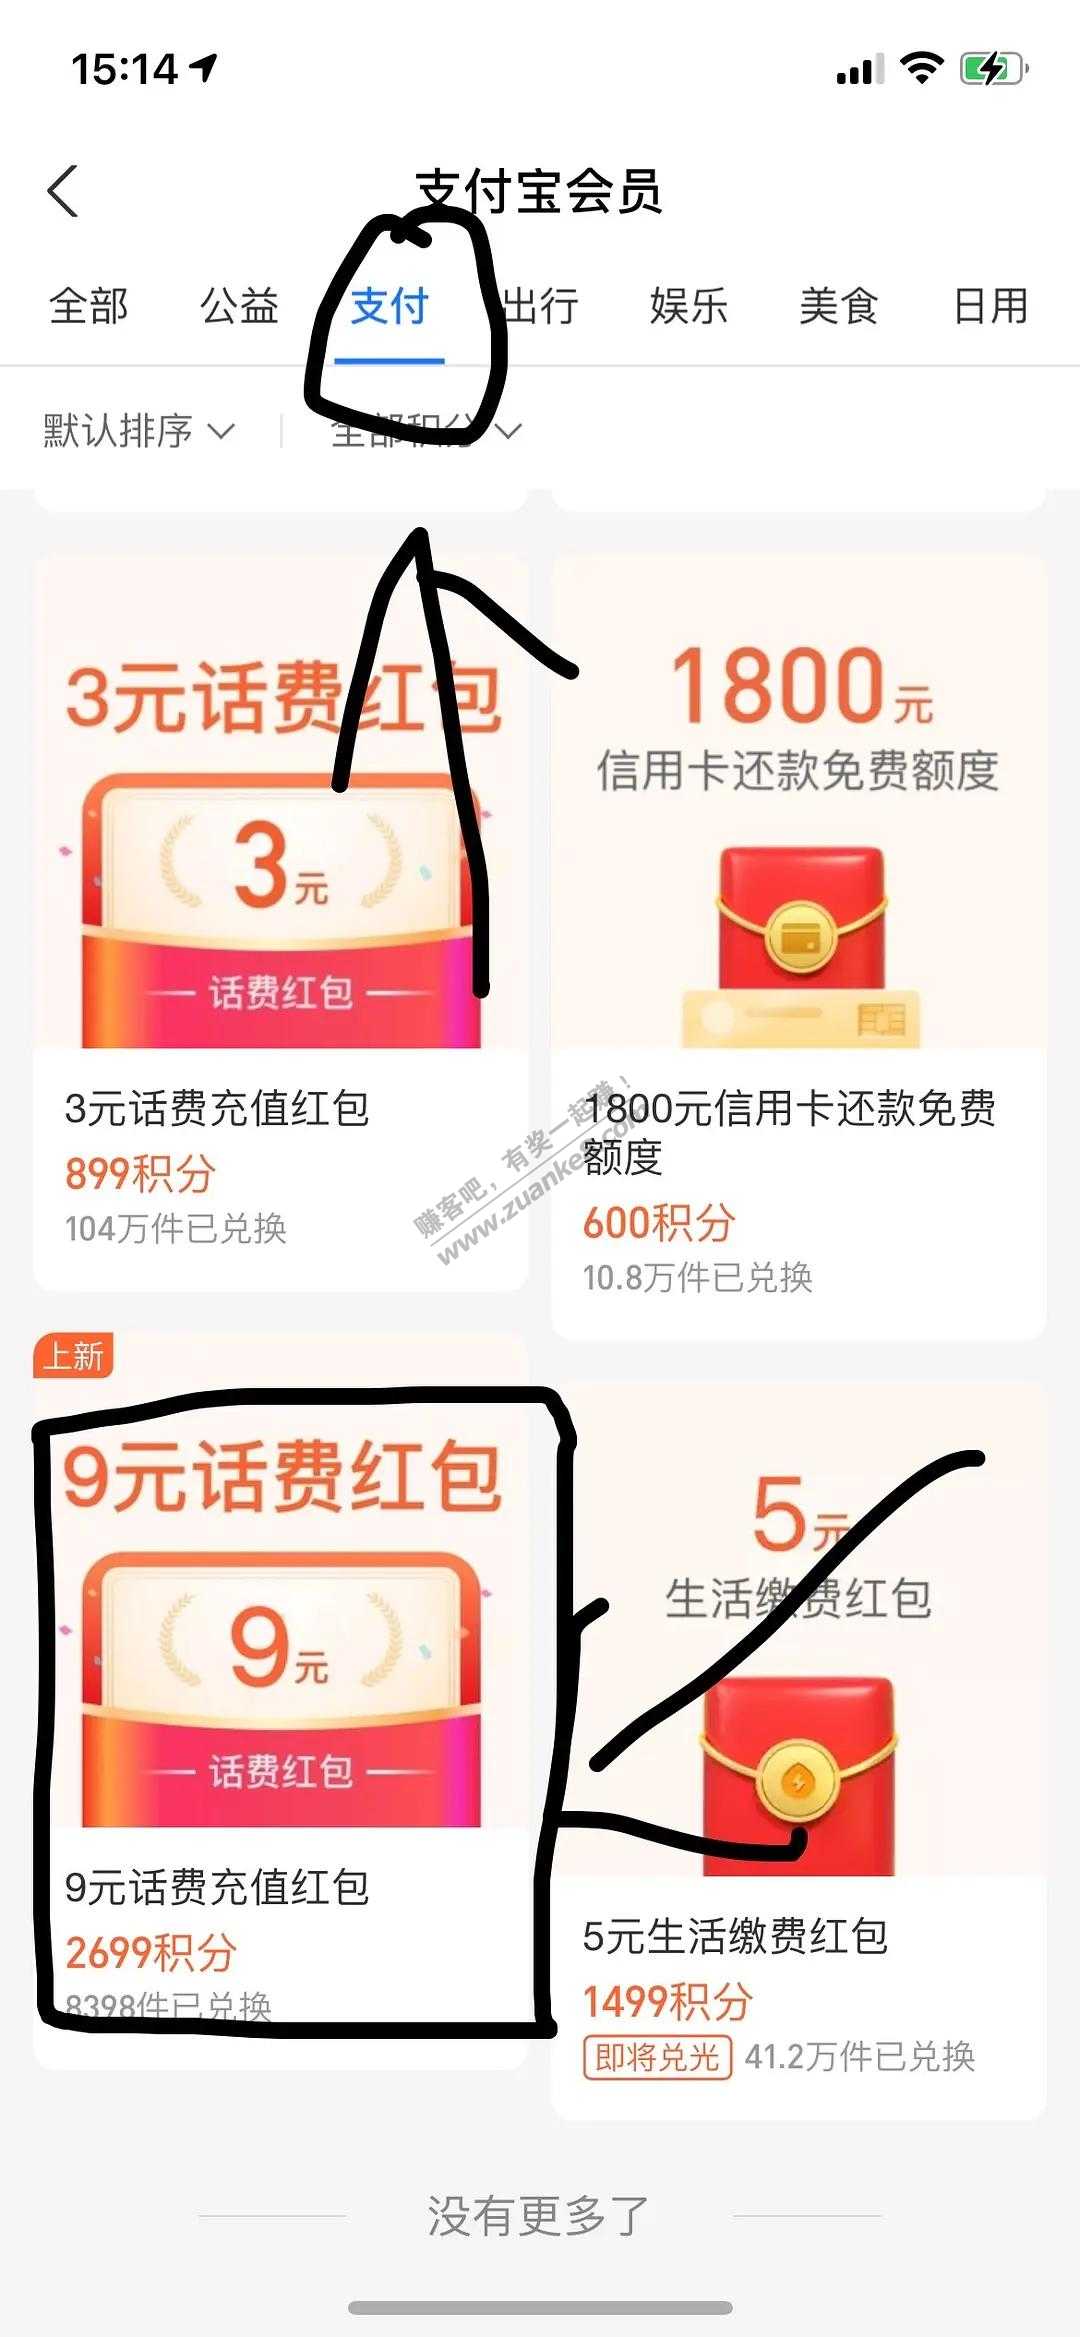 15:14
支付宝会员
全部 公益 支付 出行 娱乐 美食 日用
默认排序 全部积分
3元话费红包
3元
话费红包
3元话费充值红包
899积分
104万件已兑换
1800元
信用卡还款免费额度
1800元信用卡还款免费
额度
600积分
10.8万件已兑换
赚客吧，有奖一起赚！
www.zuanke8.com
上新
9元话费红包
9元
话费红包
9元话费充值红包
2699积分
8398件已兑换
5元
生活缴费红包
5元生活缴费红包
1499积分
即将兑光 41.2万件已兑换
没有更多了